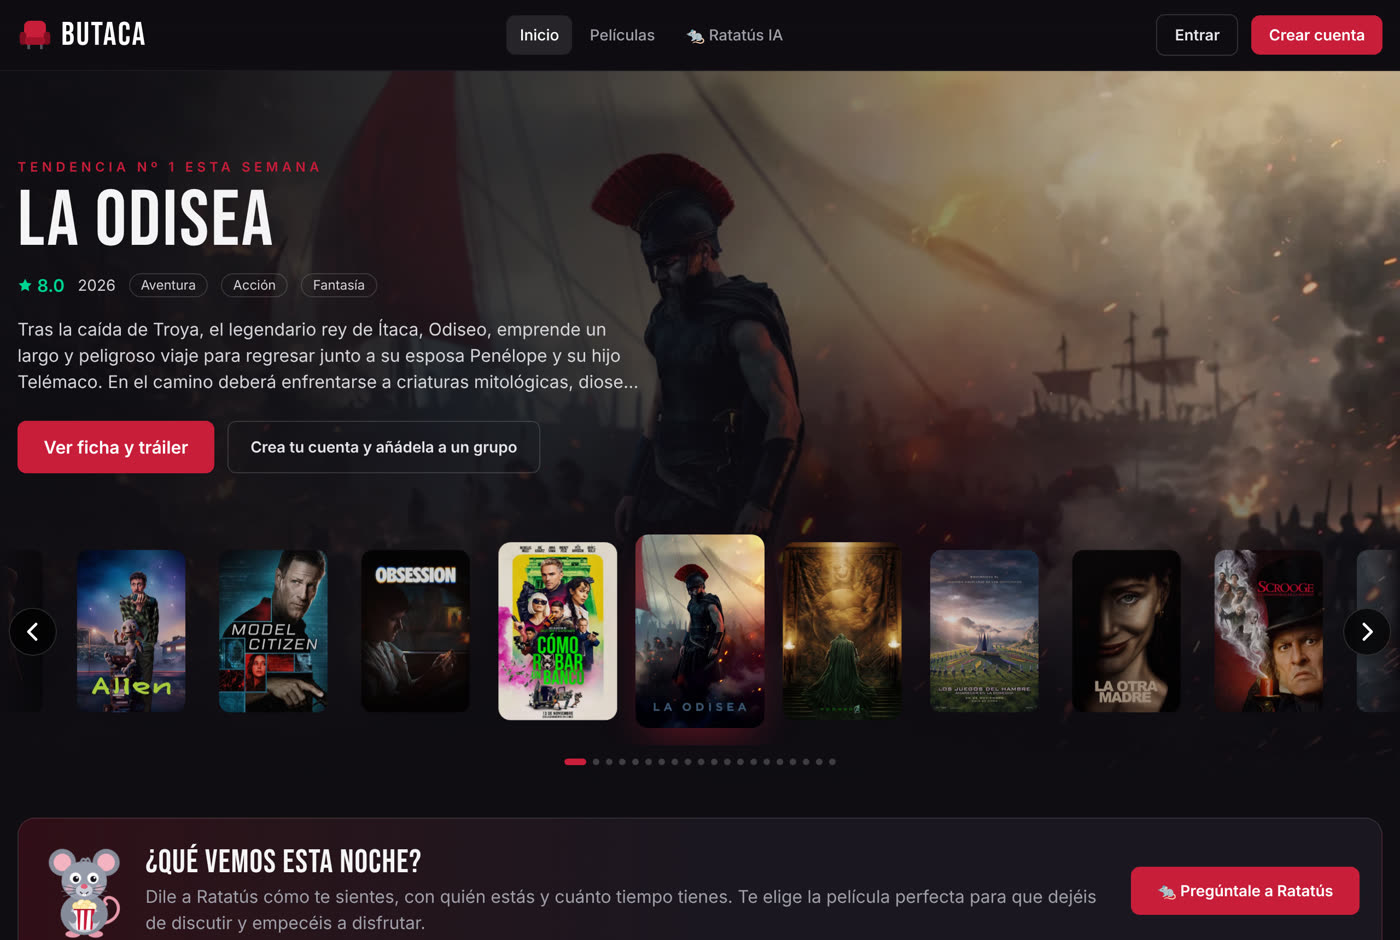 BUTACA
Inicio
Películas
Ratatús IA
Entrar
Crear cuenta
TENDENCIA Nº 1 ESTA SEMANA
LA ODISEA
8.0 2026 Aventura Acción Fantasía
Tras la caída de Troya, el legendario rey de Ítaca, Odiseo, emprende un
largo y peligroso viaje para regresar junto a su esposa Penélope y su hijo
Telémaco. En el camino deberá enfrentarse a criaturas mitológicas, diose...
Ver ficha y tráiler
Crea tu cuenta y añádela a un grupo
Allen
MODEL
CITIZEN
OBSESSION
CÓMO
ROBAR
UN BANCO
LA ODISEA
LOS JUEGOS DEL HAMBRE
LA OTRA
MADRE
SCROOGE
¿QUÉ VEMOS ESTA NOCHE?
Dile a Ratatús cómo te sientes, con quién estás y cuánto tiempo tienes. Te elige la película perfecta para que dejéis
de discutir y empecéis a disfrutar.
Pregúntale a Ratatús